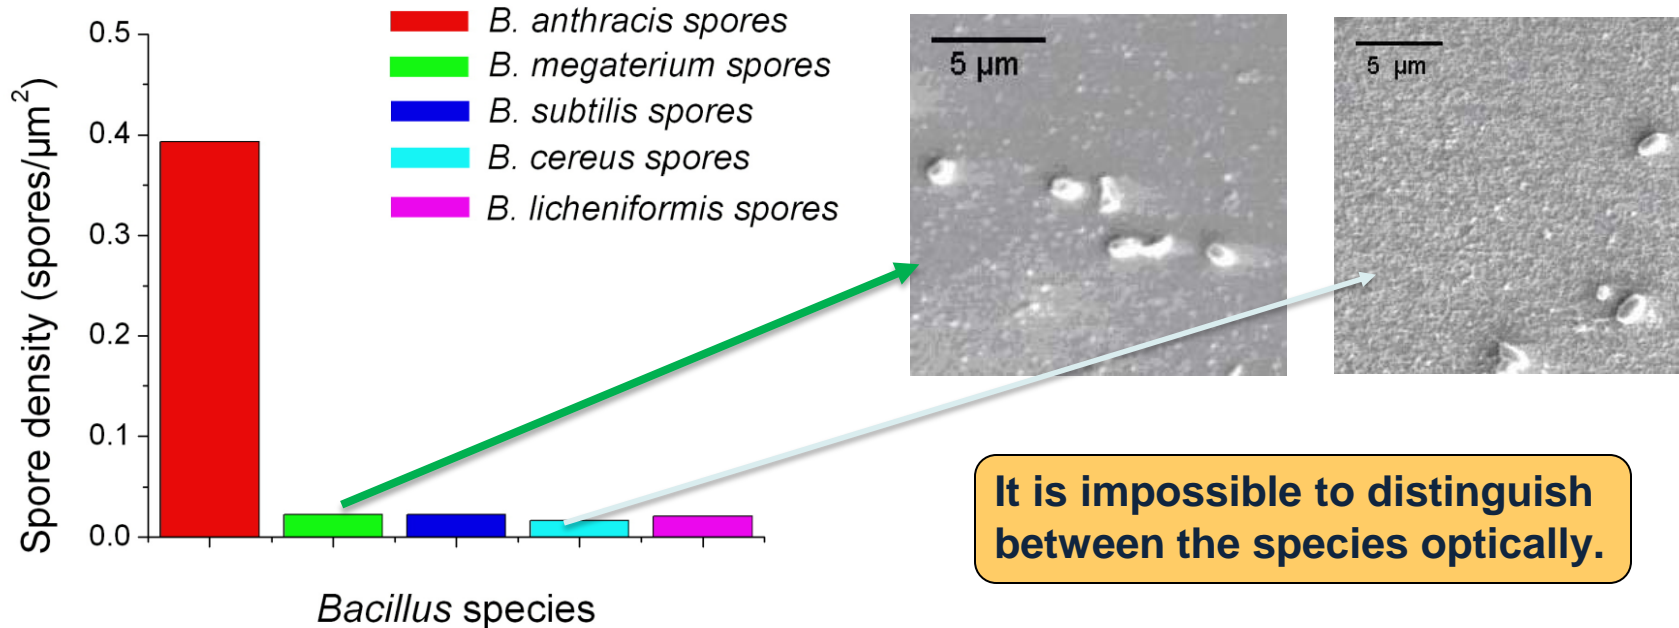 Spore density (spores/µm²)
0.5
0.4
0.3
0.2
0.1
0.0
Bacillus species
B. anthracis spores
B. megaterium spores
B. subtilis spores
B. cereus spores
B. licheniformis spores
5 µm
5 µm
It is impossible to distinguish
between the species optically.